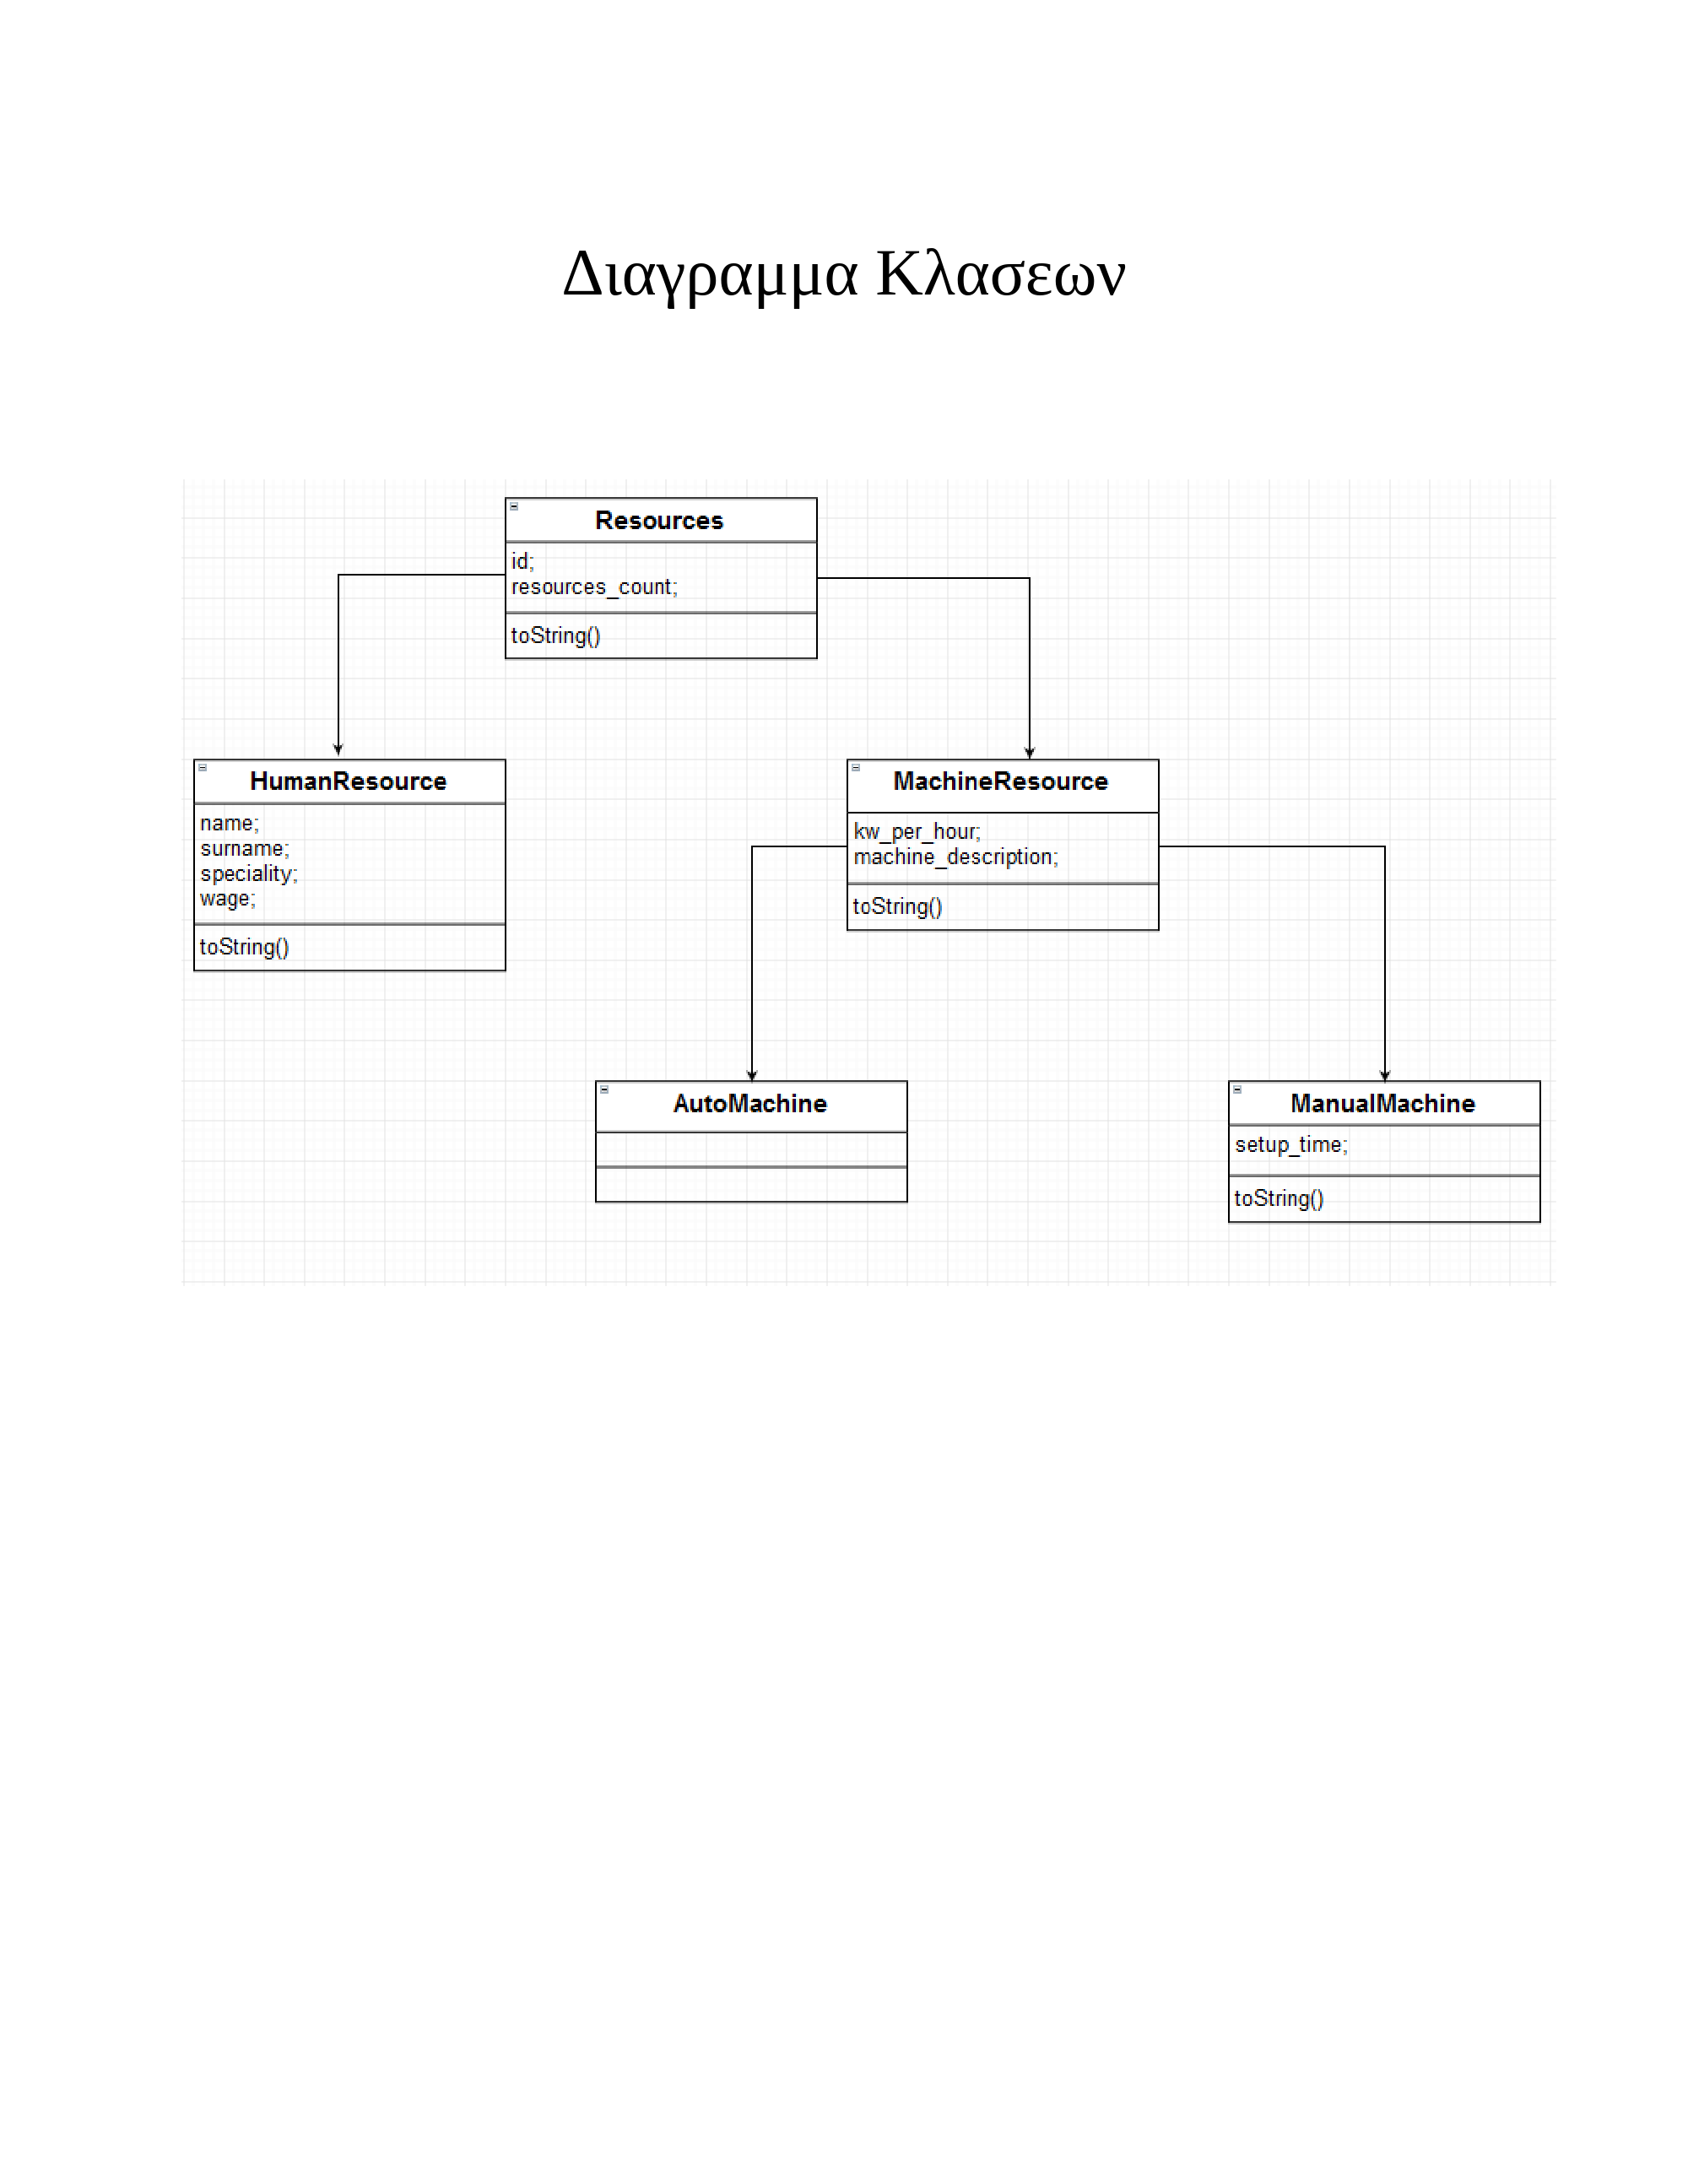 Διαγραμμα Κλασεων
Resources
id;
resources_count;
toString()
HumanResource
name;
surname;
speciality;
wage;
toString()
MachineResource
kw_per_hour;
machine_description;
toString()
AutoMachine
ManualMachine
setup_time;
toString()